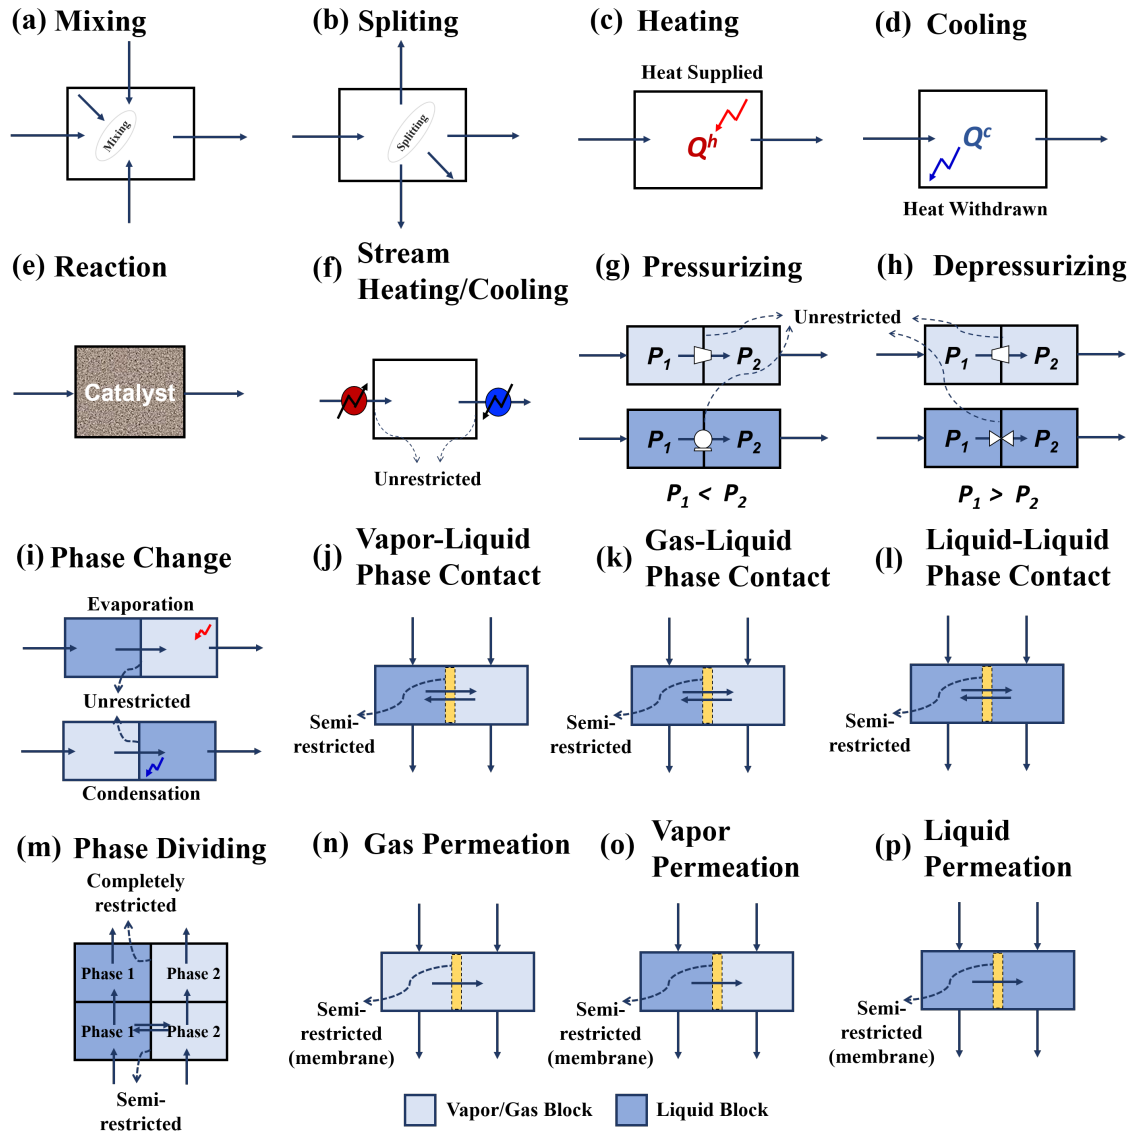 (a) Mixing
Mixing
(b) Spliting
Splitting
(c) Heating
Heat Supplied
Qh
(d) Cooling
Qc
Heat Withdrawn
(e) Reaction
Catalyst
(f) Stream
Heating/Cooling
Unrestricted
(g) Pressurizing
P1 P2
P1 P2
P1 < P2
Unrestricted
(h) Depressurizing
P1 P2
P1 P2
P1 > P2
(i) Phase Change
Evaporation
Unrestricted
Condensation
(j) Vapor-Liquid
Phase Contact
Semi-
restricted
(k) Gas-Liquid
Phase Contact
Semi-
restricted
(l) Liquid-Liquid
Phase Contact
Semi-
restricted
(m) Phase Dividing
Completely
restricted
Phase 1 Phase 2
Phase 1 Phase 2
Semi-
restricted
(n) Gas Permeation
Semi-
restricted
(membrane)
(o) Vapor
Permeation
Semi-
restricted
(membrane)
(p) Liquid
Permeation
Semi-
restricted
(membrane)
Vapor/Gas Block
Liquid Block